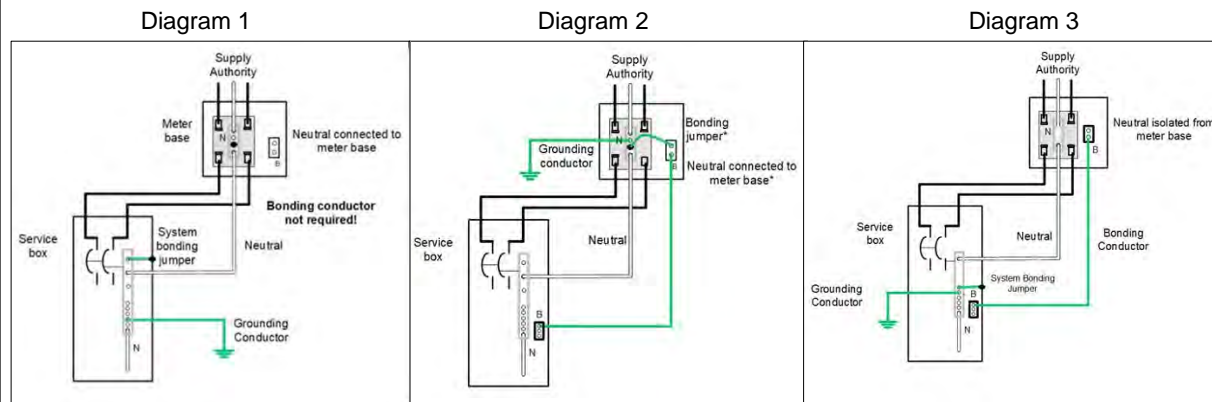 Diagram 1
Supply
Authority
Meter
base
N
B
Neutral connected to
meter base
Bonding conductor
not required!
Service
box
System
bonding
jumper
Neutral
Grounding
Conductor
N
Diagram 2
Supply
Authority
Bonding
jumper*
Grounding
conductor
N
B
Neutral connected to
meter base*
Service
box
Neutral
B
N
Diagram 3
Supply
Authority
Neutral isolated from
meter base
N
B
Service
box
Neutral
Bonding
Conductor
System Bonding
Jumper
Grounding
Conductor
B
N